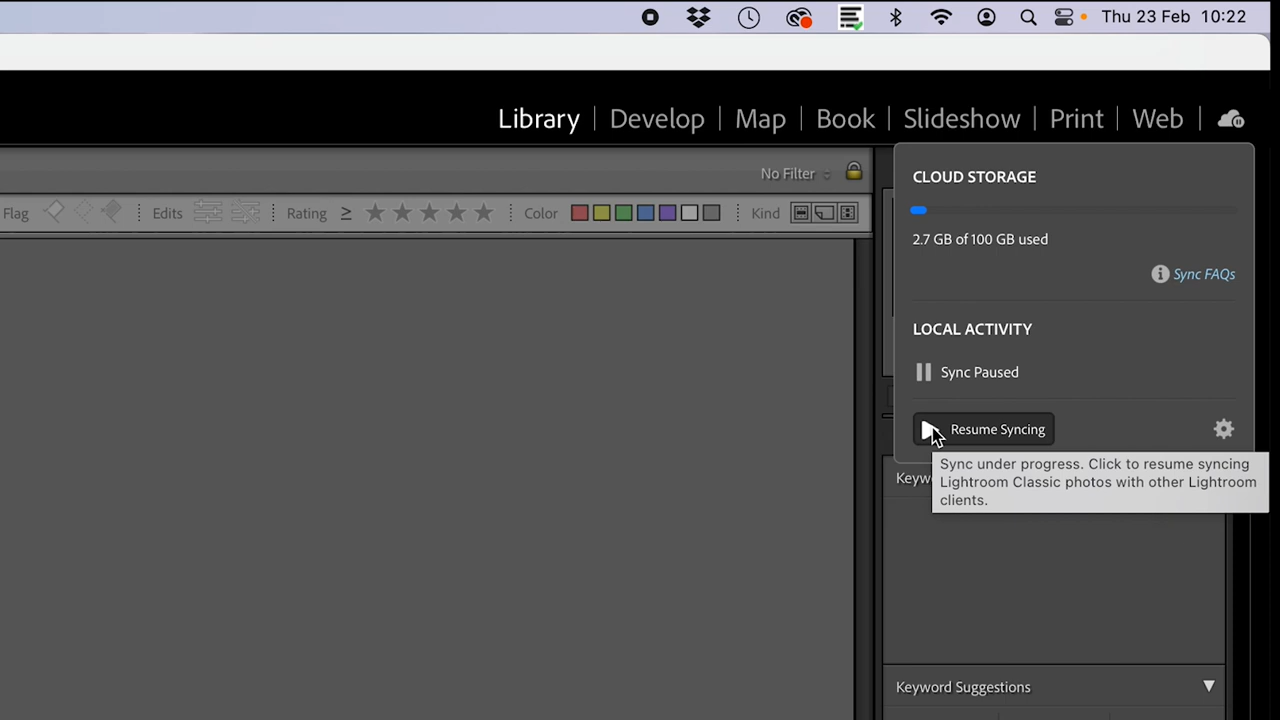 Thu 23 Feb 10:22
Library Develop Map Book Slideshow Print Web
No Filter
Flag Edits Rating ≥ Color Kind
CLOUD STORAGE
2.7 GB of 100 GB used
Sync FAQs
LOCAL ACTIVITY
Sync Paused
Resume Syncing
Sync under progress. Click to resume syncing
Lightroom Classic photos with other Lightroom
clients.
Keyw
Keyword Suggestions